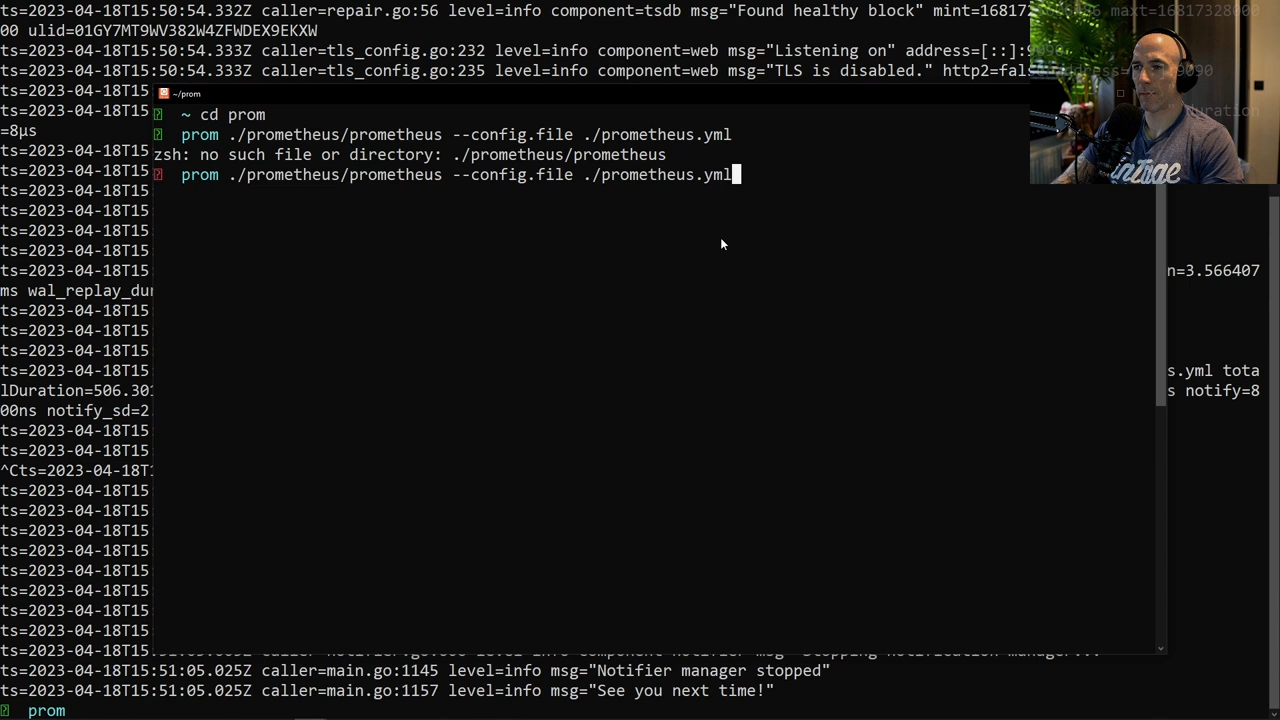 ts=2023-04-18T15:50:54.332Z caller=repair.go:56 level=info component=tsdb msg="Found healthy block" mint=16817 maxt=16817328000
00 ulid=01GY7MT9WV382W4ZFWDEX9EKXW
ts=2023-04-18T15:50:54.333Z caller=tls_config.go:232 level=info component=web msg="Listening on" address=[::]:9090
ts=2023-04-18T15:50:54.333Z caller=tls_config.go:235 level=info component=web msg="TLS is disabled." http2=fal :9090
ts=2023-04-18T15
~/prom
ts=2023-04-18T15 duration
=8µs
~ cd prom
prom ./prometheus/prometheus --config.file ./prometheus.yml
zsh: no such file or directory: ./prometheus/prometheus
prom ./prometheus/prometheus --config.file ./prometheus.yml
ts=2023-04-18T15
ts=2023-04-18T15
ts=2023-04-18T15
ts=2023-04-18T15
ts=2023-04-18T15
ts=2023-04-18T15
ts=2023-04-18T15 n=3.566407
ms wal_replay_du
ts=2023-04-18T15
ts=2023-04-18T15
ts=2023-04-18T15
ts=2023-04-18T15 s.yml tota
lDuration=506.301 s notify=8
00ns notify_sd=2
ts=2023-04-18T15
ts=2023-04-18T15
^Cts=2023-04-18T1
ts=2023-04-18T15
ts=2023-04-18T15
ts=2023-04-18T15
ts=2023-04-18T15
ts=2023-04-18T15
ts=2023-04-18T15
ts=2023-04-18T15
ts=2023-04-18T15
ts=2023-04-18T15:51:05.025Z caller=main.go:1145 level=info msg="Notifier manager stopped"
ts=2023-04-18T15:51:05.025Z caller=main.go:1157 level=info msg="See you next time!"
prom